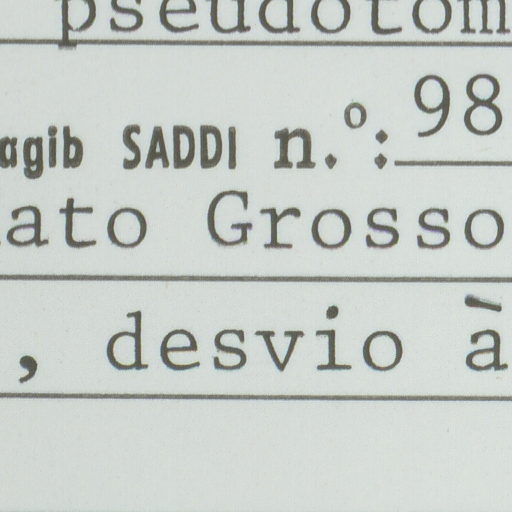 pseudotom
agib SADDI n.º: 98
ato Grosso
, desvio à